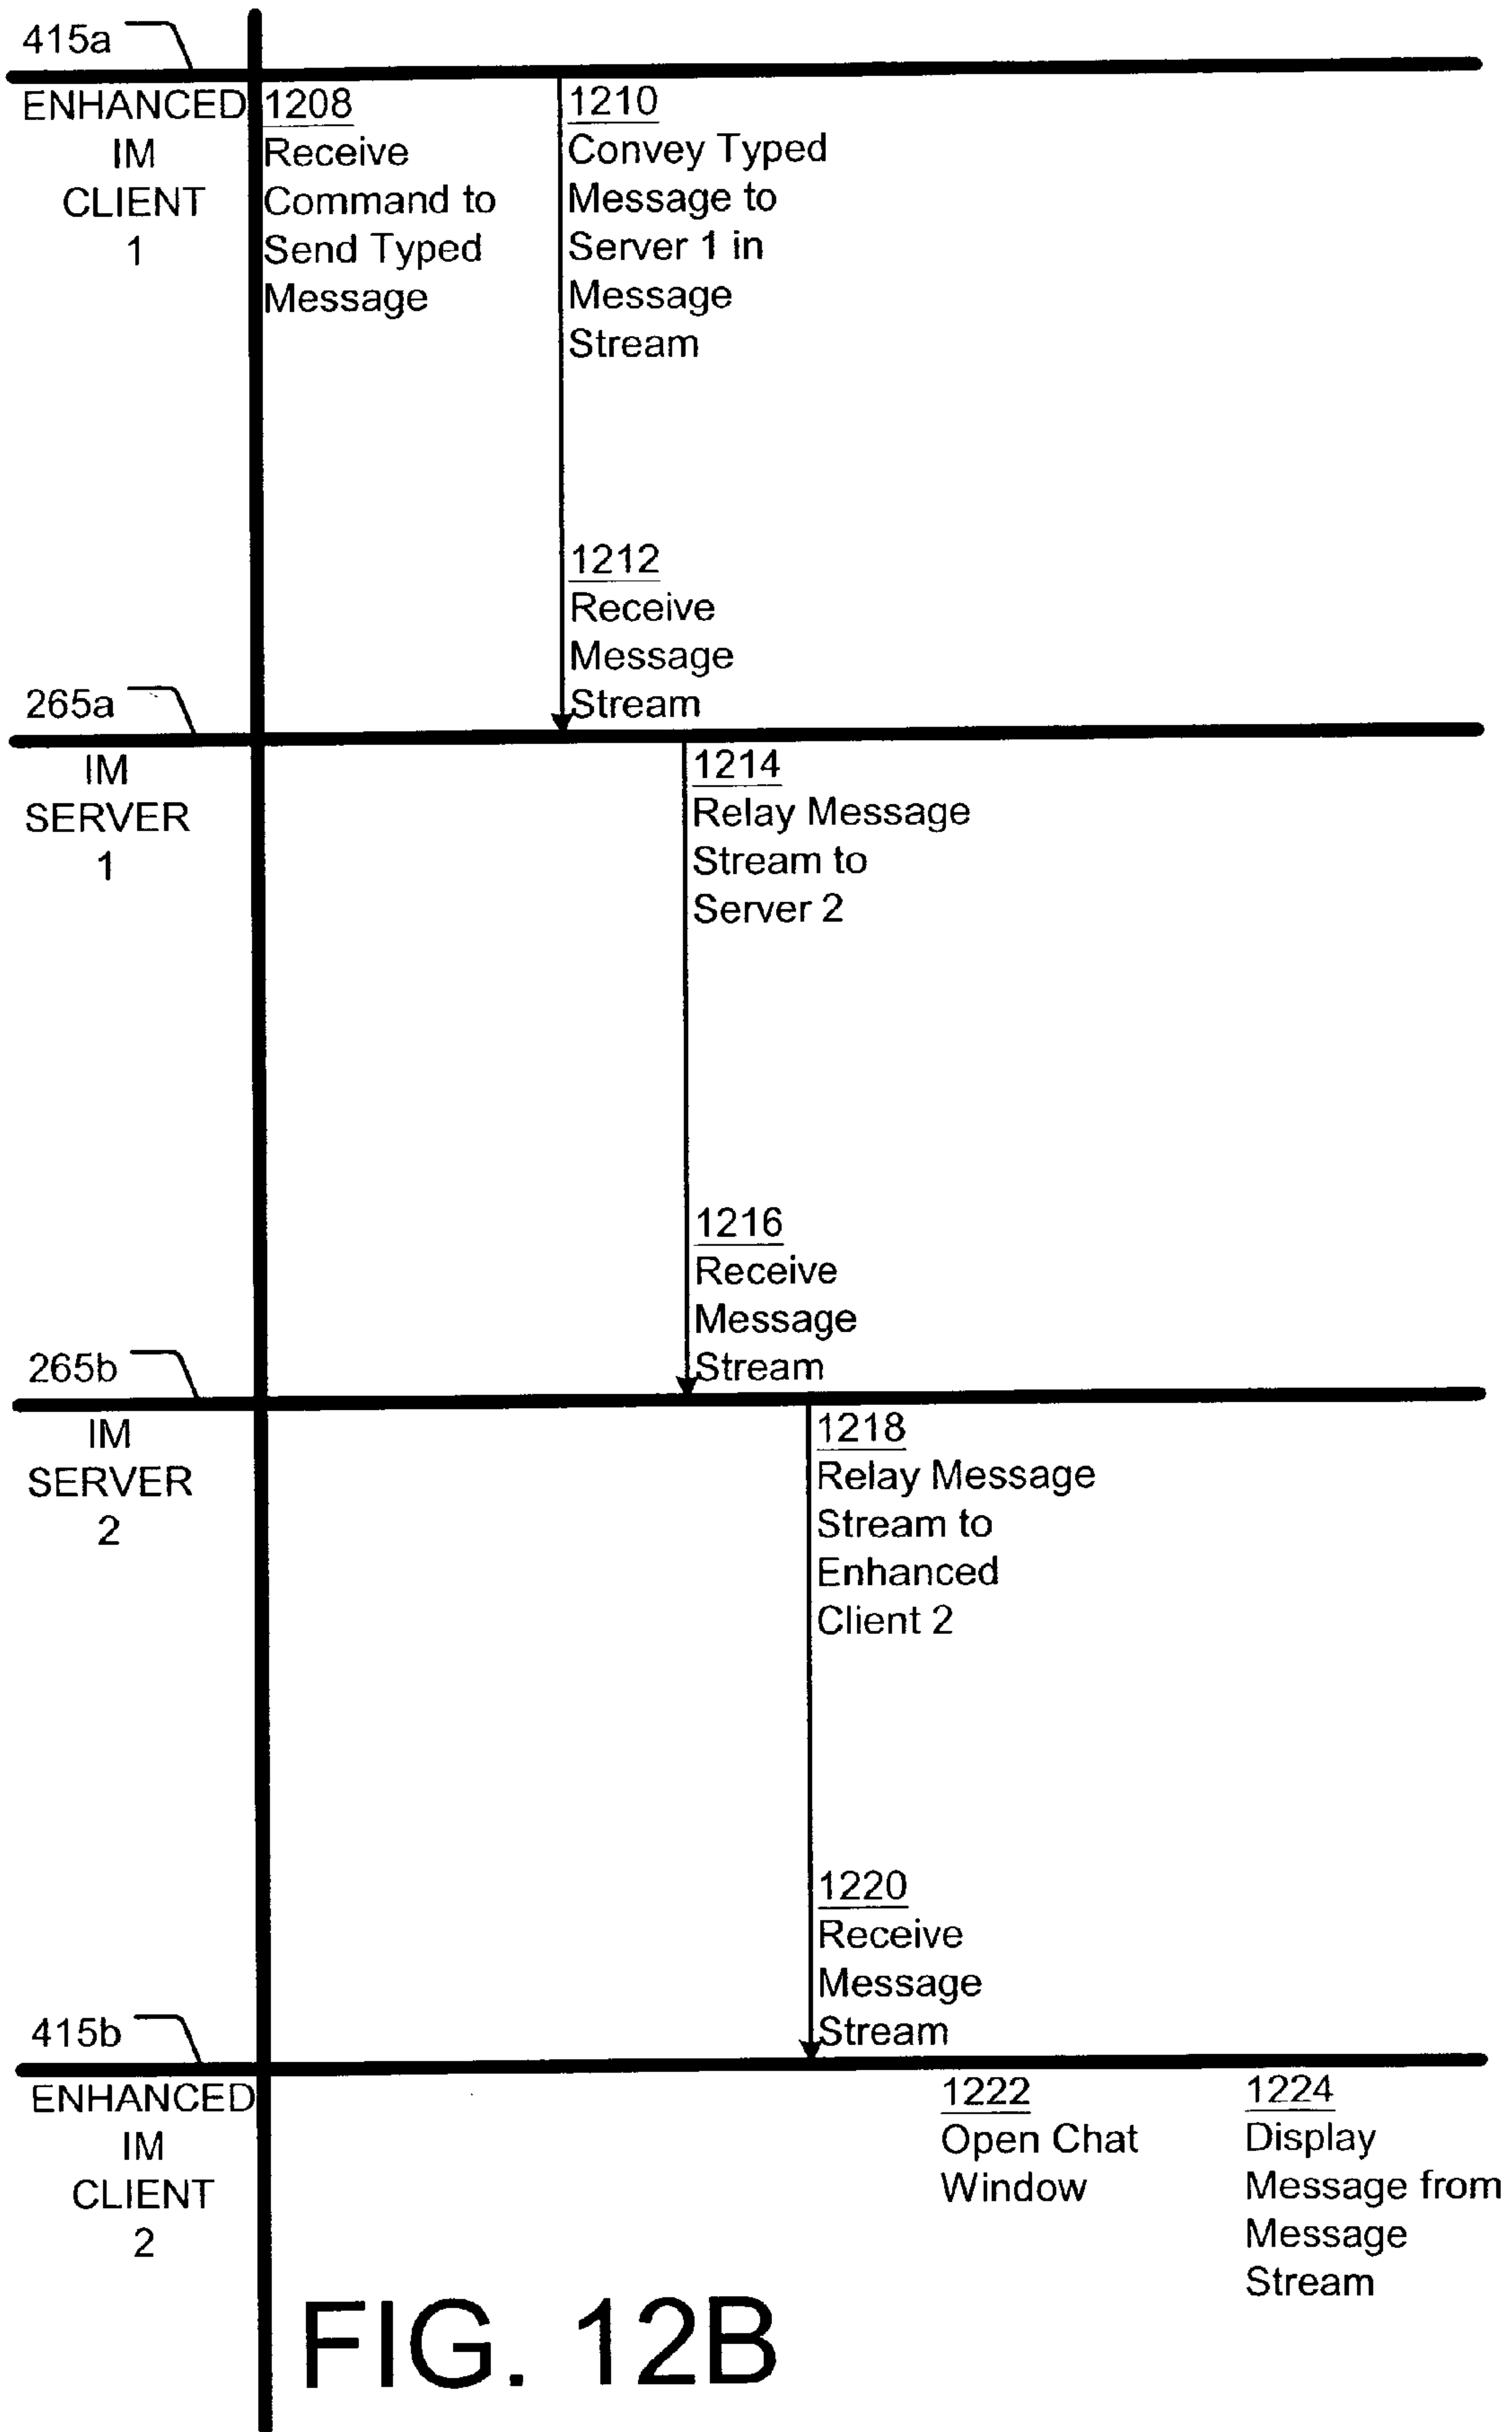 415a
ENHANCED
IM
CLIENT
1
1208
Receive
Command to
Send Typed
Message
1210
Convey Typed
Message to
Server 1 in
Message
Stream
1212
Receive
Message
Stream
265a
IM
SERVER
1
1214
Relay Message
Stream to
Server 2
1216
Receive
Message
Stream
265b
IM
SERVER
2
1218
Relay Message
Stream to
Enhanced
Client 2
1220
Receive
Message
Stream
415b
ENHANCED
IM
CLIENT
2
1222
Open Chat
Window
1224
Display
Message from
Message
Stream
FIG. 12B